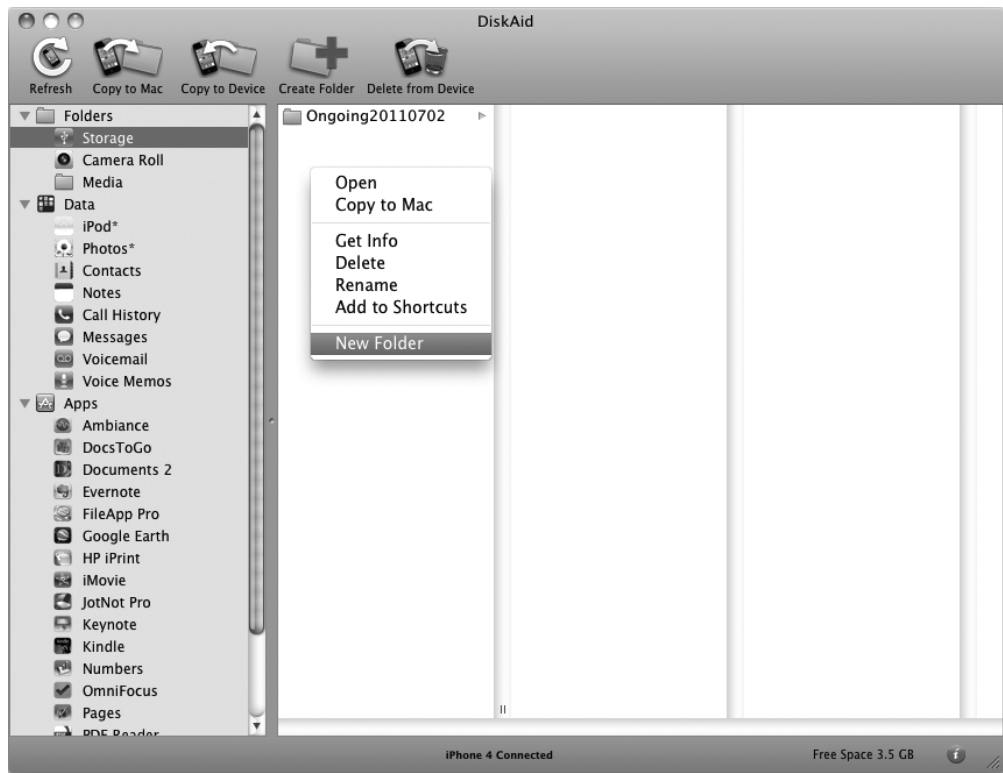 DiskAid
Refresh Copy to Mac Copy to Device Create Folder Delete from Device
Folders
Storage
Camera Roll
Media
Data
iPod*
Photos*
Contacts
Notes
Call History
Messages
Voicemail
Voice Memos
Apps
Ambiance
DocsToGo
Documents 2
Evernote
FileApp Pro
Google Earth
HP iPrint
iMovie
JotNot Pro
Keynote
Kindle
Numbers
OmniFocus
Pages
PDF Reader
Ongoing20110702
Open
Copy to Mac
Get Info
Delete
Rename
Add to Shortcuts
New Folder
iPhone 4 Connected
Free Space 3.5 GB